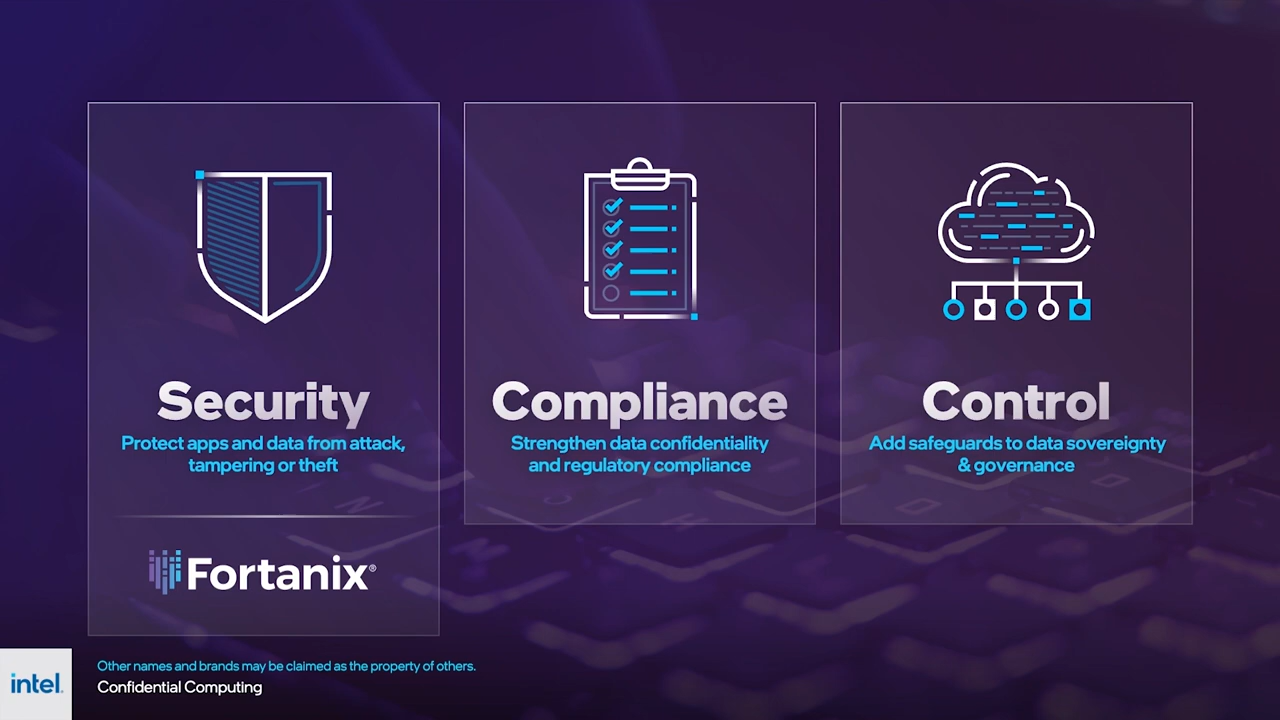 Security
Protect apps and data from attack,
tampering or theft
Fortanix®
Compliance
Strengthen data confidentiality
and regulatory compliance
Control
Add safeguards to data sovereignty
& governance
intel.
Other names and brands may be claimed as the property of others.
Confidential Computing